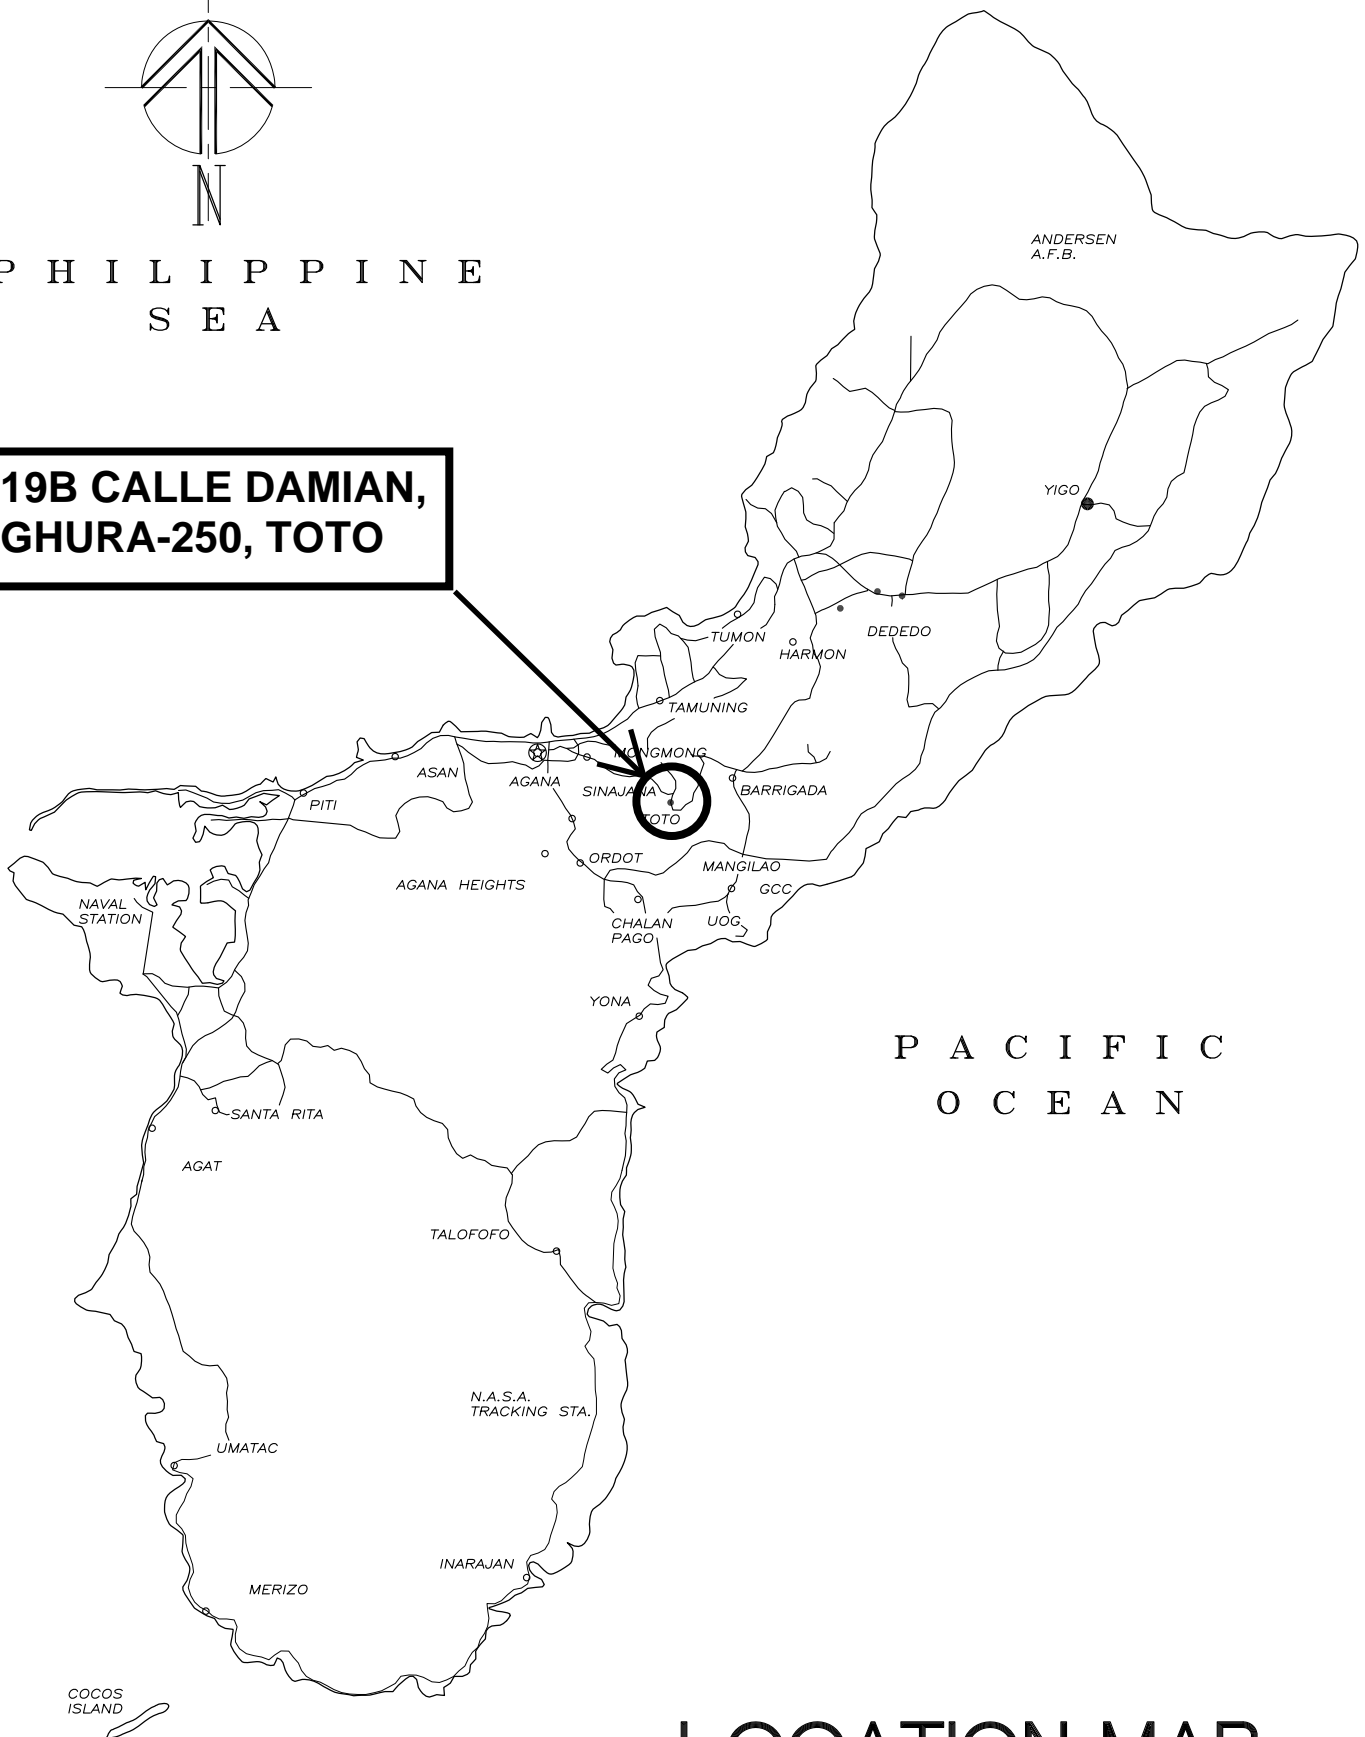 N
PHILIPPINE
SEA
ANDERSEN
A.F.B.
19B CALLE DAMIAN,
GHURA-250, TOTO
YIGO
TUMON
DEDEDO
HARMON
TAMUNING
MONGMONG
ASAN
AGANA
SINAJANA
BARRIGADA
PITI
TOTO
ORDOT
MANGILAO
AGANA HEIGHTS
GCC
NAVAL
STATION
CHALAN
PAGO
UOG
YONA
PACIFIC
OCEAN
SANTA RITA
AGAT
TALOFOFO
N.A.S.A.
TRACKING STA.
UMATAC
INARAJAN
MERIZO
COCOS
ISLAND
LOCATION MAP